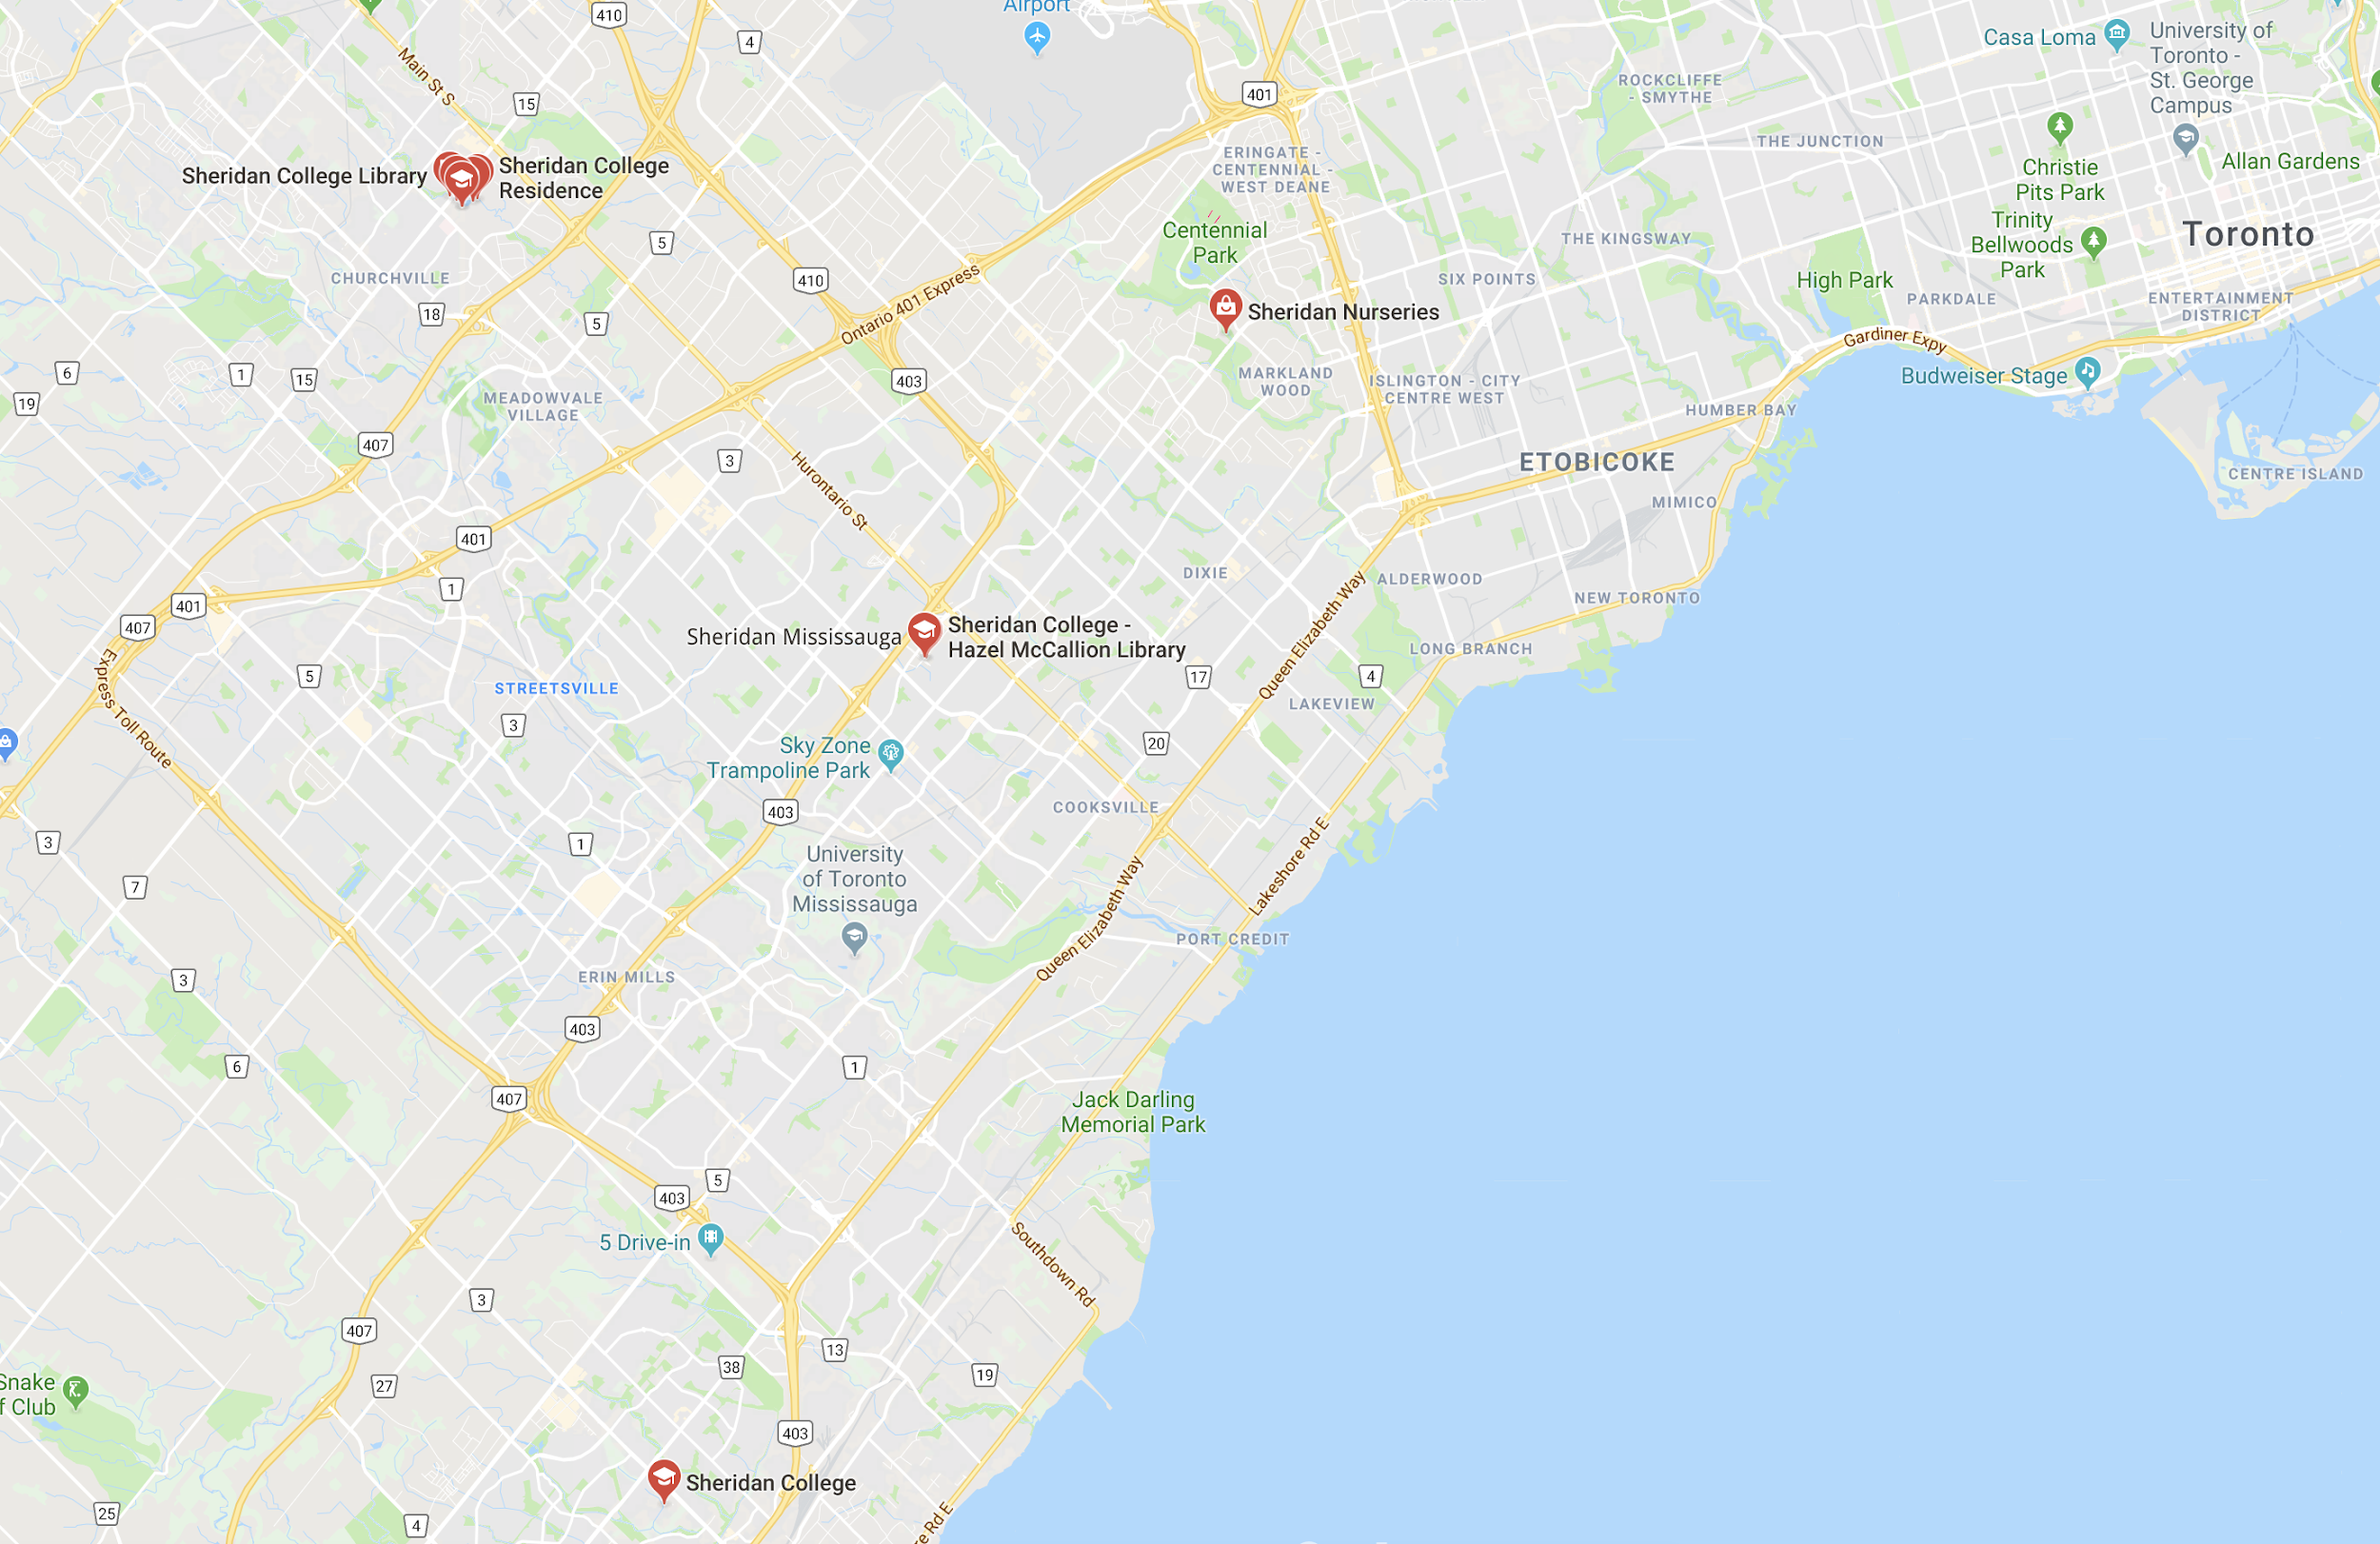 Airport
410
4
Main St S
15
401
Casa Loma
University of
Toronto -
St. George
Campus
ROCKCLIFFE
- SMYTHE
THE JUNCTION
Christie
Pits Park
Allan Gardens
Sheridan College Library
Sheridan College
Residence
ERINGATE -
CENTENNIAL -
WEST DEANE
Centennial
Park
THE KINGSWAY
Trinity
Bellwoods
Park
Toronto
5
CHURCHVILLE
410
Ontario 401 Express
SIX POINTS
High Park
PARKDALE
ENTERTAINMENT
DISTRICT
18
5
Sheridan Nurseries
Gardiner Expy
6
1
15
19
403
MARKLAND
WOOD
ISLINGTON - CITY
CENTRE WEST
Budweiser Stage
MEADOWVALE
VILLAGE
HUMBER BAY
407
3
Hurontario St
ETOBICOKE
CENTRE ISLAND
MIMICO
401
1
DIXIE
ALDERWOOD
NEW TORONTO
401
407
Queen Elizabeth Way
Sheridan Mississauga
Sheridan College -
Hazel McCallion Library
LONG BRANCH
Express Toll Route
5
STREETSVILLE
17
4
LAKEVIEW
3
20
Sky Zone
Trampoline Park
403
COOKSVILLE
3
1
7
University
of Toronto
Mississauga
Lakeshore Rd E
Queen Elizabeth Way
PORT CREDIT
3
ERIN MILLS
403
6
1
407
Jack Darling
Memorial Park
5
403
5 Drive-in
Southdown Rd
3
407
13
38
19
27
Snake
f Club
403
Sheridan College
25
4
e Rd E